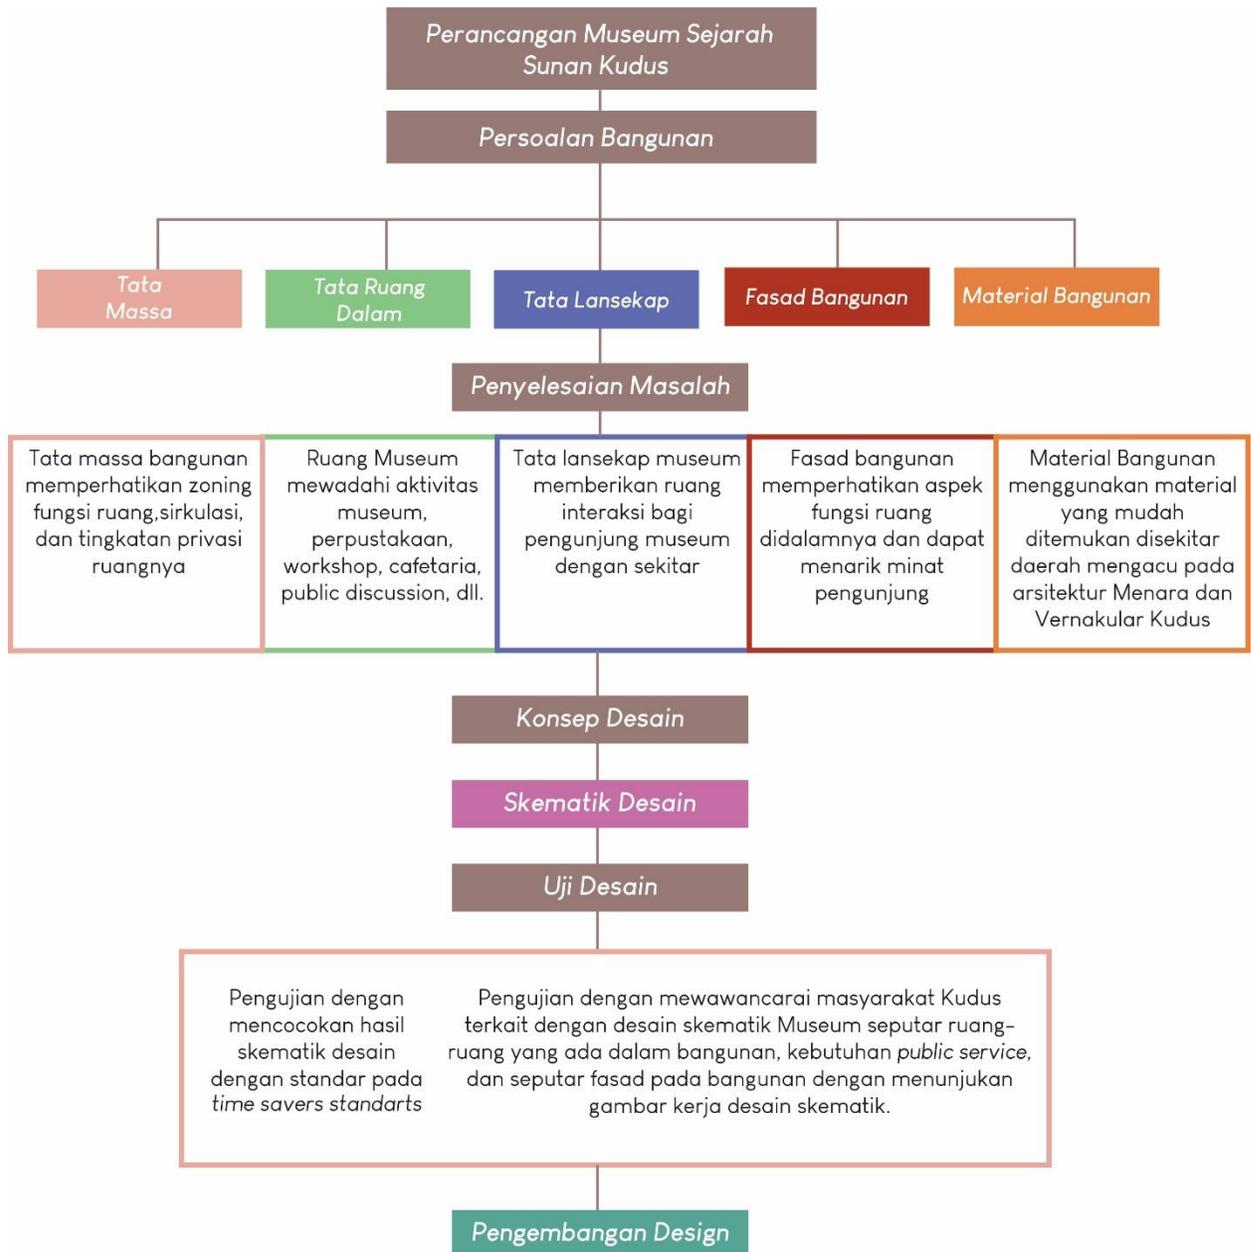 Perancangan Museum Sejarah
Sunan Kudus
Persoalan Bangunan
Tata
Massa
Tata Ruang
Dalam
Tata Lansekap
Fasad Bangunan
Material Bangunan
Penyelesaian Masalah
Tata massa bangunan
memperhatikan zoning
fungsi ruang,sirkulasi,
dan tingkatan privasi
ruangnya
Ruang Museum
mewadahi aktivitas
museum,
perpustakaan,
workshop, cafetaria,
public discussion, dll.
Tata lansekap museum
memberikan ruang
interaksi bagi
pengunjung museum
dengan sekitar
Fasad bangunan
memperhatikan aspek
fungsi ruang
didalamnya dan dapat
menarik minat
pengunjung
Material Bangunan
menggunakan material
yang mudah
ditemukan disekitar
daerah mengacu pada
arsitektur Menara dan
Vernakular Kudus
Konsep Desain
Skematik Desain
Uji Desain
Pengujian dengan
mencocokan hasil
skematik desain
dengan standar pada
time savers standarts
Pengujian dengan mewawancarai masyarakat Kudus
terkait dengan desain skematik Museum seputar ruang-
ruang yang ada dalam bangunan, kebutuhan public service,
dan seputar fasad pada bangunan dengan menunjukan
gambar kerja desain skematik.
Pengembangan Design